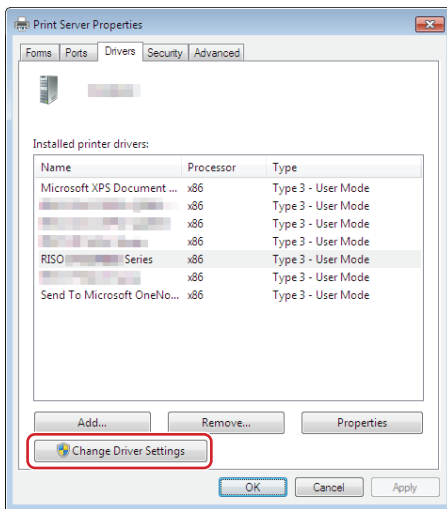 Print Server Properties
Forms Ports Drivers Security Advanced
Installed printer drivers:
Name Processor Type
Microsoft XPS Document ... x86 Type 3 - User Mode
x86 Type 3 - User Mode
x86 Type 3 - User Mode
x86 Type 3 - User Mode
RISO Series x86 Type 3 - User Mode
x86 Type 3 - User Mode
Send To Microsoft OneNo... x86 Type 3 - User Mode
Add... Remove... Properties
Change Driver Settings
OK Cancel Apply